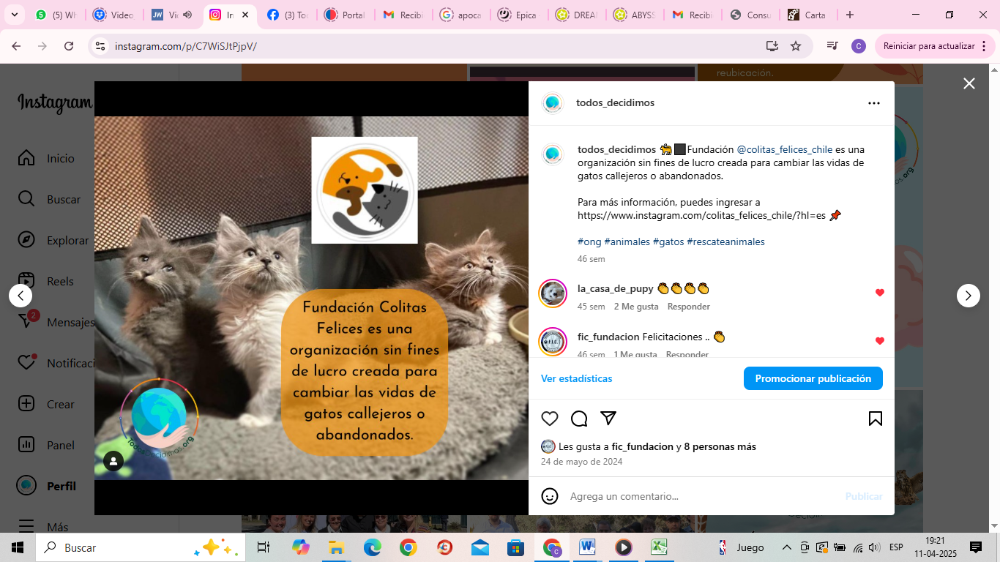 (5) Wh
Video
Vid
In
(3) Too
Portal
Recibi
apoca
Epica
DREA
ABYSS
Recibi
Consu
Carta
instagram.com/p/C7WiSJtPjpV/
C
Reiniciar para actualizar
Instagram
Inicio
Buscar
Explorar
Reels
2
Mensajes
Notificaci
Crear
Panel
Perfil
Más
reubicación.
Fundación Colitas
Felices es una
organización sin fines
de lucro creada para
cambiar las vidas de
gatos callejeros o
abandonados.
TodosDecidimos.org
todos_decidimos
todos_decidimos 🐈⬛Fundación @colitas_felices_chile es una
organización sin fines de lucro creada para cambiar las vidas de
gatos callejeros o abandonados.
Para más información, puedes ingresar a
https://www.instagram.com/colitas_felices_chile/?hl=es 📌
#ong #animales #gatos #rescateanimales
46 sem
la_casa_de_pupy 👏👏👏👏
45 sem 2 Me gusta Responder
fic_fundacion Felicitaciones .. 👏
46 sem 1 Me gusta Responder
Ver estadísticas
Promocionar publicación
Les gusta a fic_fundacion y 8 personas más
24 de mayo de 2024
Agrega un comentario...
Publicar
Buscar
Juego
ESP
19:21
11-04-2025